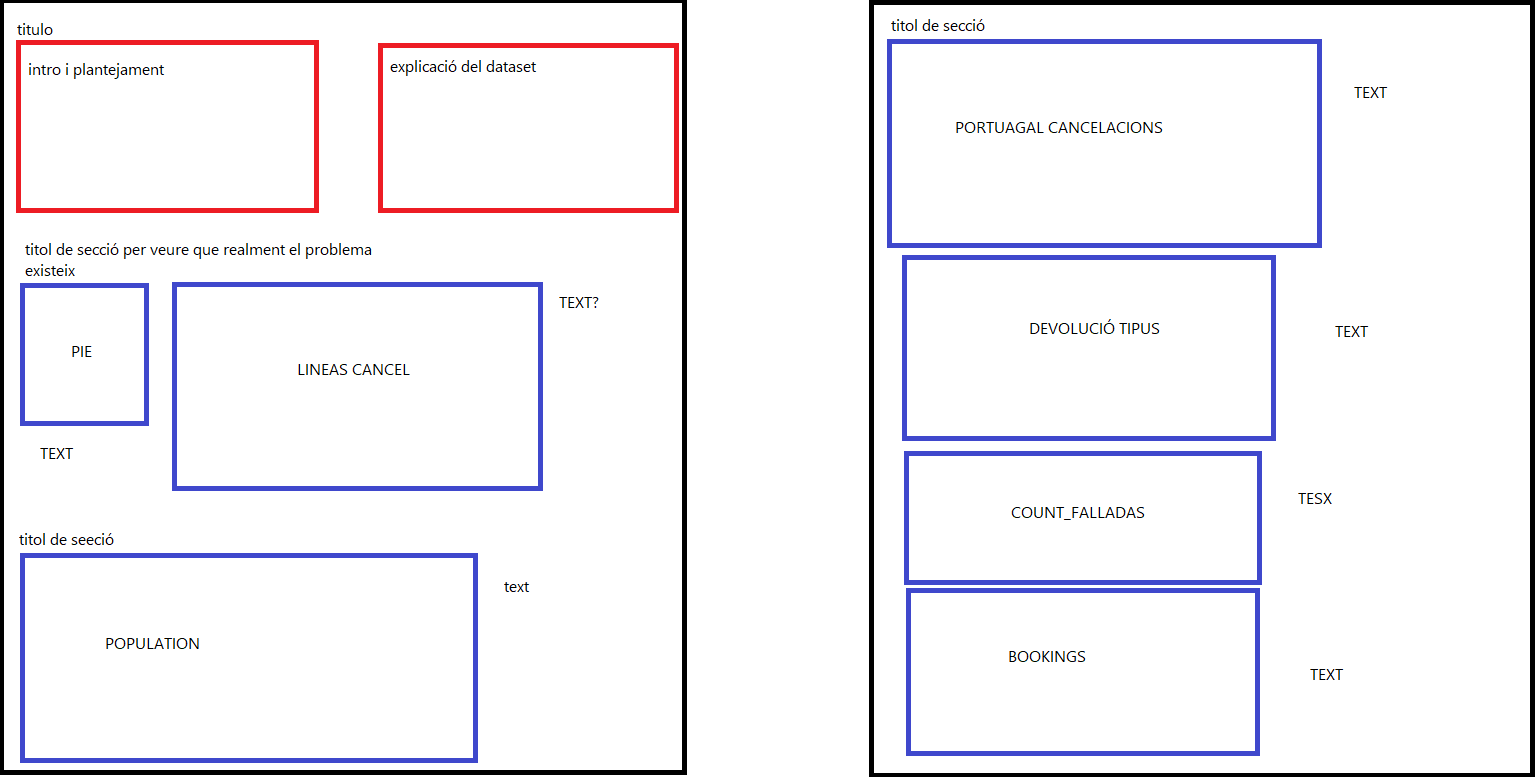 titulo
intro i plantejament
explicació del dataset
titol de secció per veure que realment el problema
existeix
PIE
LINEAS CANCEL
TEXT?
TEXT
titol de seeció
POPULATION
text
titol de secció
PORTUAGAL CANCELACIONS
TEXT
DEVOLUCIÓ TIPUS
TEXT
COUNT_FALLADAS
TESX
BOOKINGS
TEXT